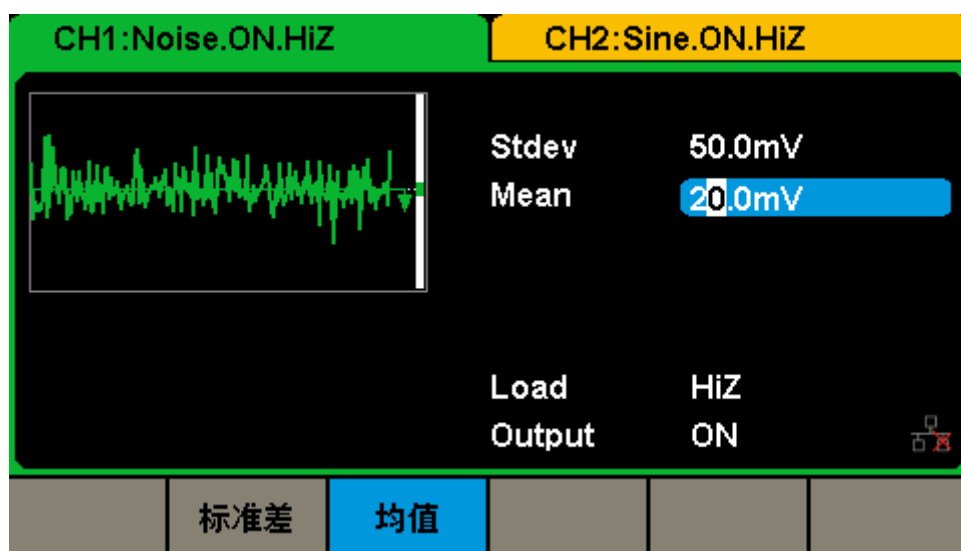 CH1:Noise.ON.HiZ CH2:Sine.ON.HiZ
Stdev 50.0mV
Mean 20.0mV
Load HiZ
Output ON
标准差 均值